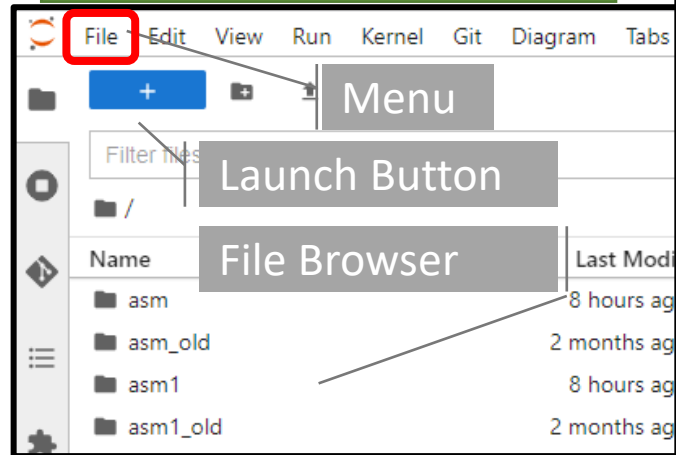 File Edit View Run Kernel Git Diagram Tabs
Menu
Filter files
Launch Button
/
File Browser
Name Last Modi
asm 8 hours ag
asm_old 2 months ag
asm1 8 hours ag
asm1_old 2 months ag